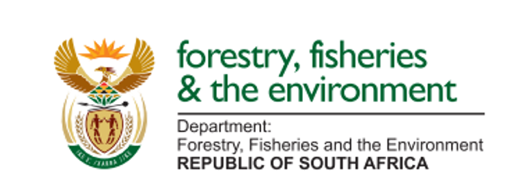 forestry, fisheries
& the environment
Department:
Forestry, Fisheries and the Environment
REPUBLIC OF SOUTH AFRICA